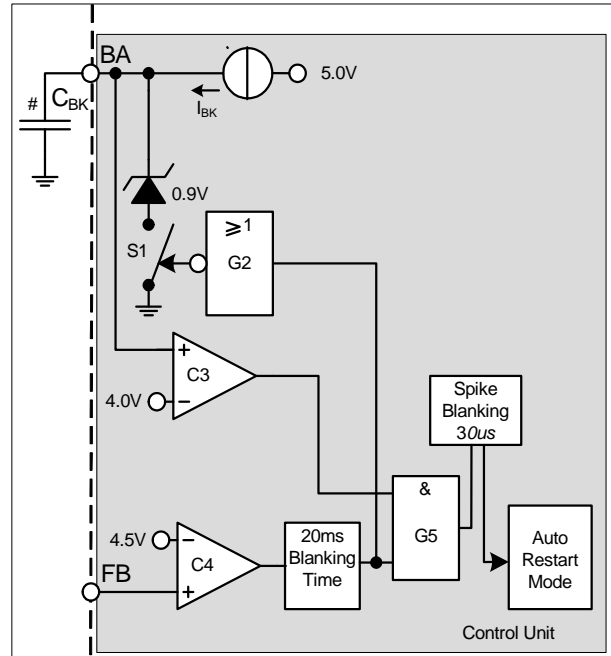 BA
5.0V
#
C_BK
I_BK
0.9V
S1
≥1
G2
C3
4.0V
Spike
Blanking
30us
&
G5
4.5V
C4
20ms
Blanking
Time
Auto
Restart
Mode
FB
Control Unit